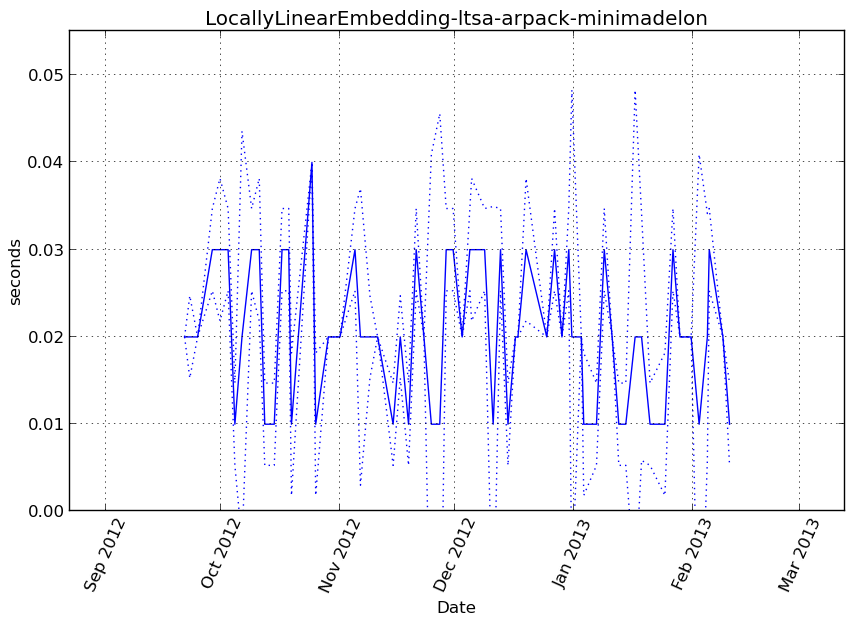 LocallyLinearEmbedding-ltsa-arpack-minimadelon
0.05
0.04
0.03
0.02
0.01
0.00
seconds
Sep 2012
Oct 2012
Nov 2012
Dec 2012
Jan 2013
Feb 2013
Mar 2013
Date